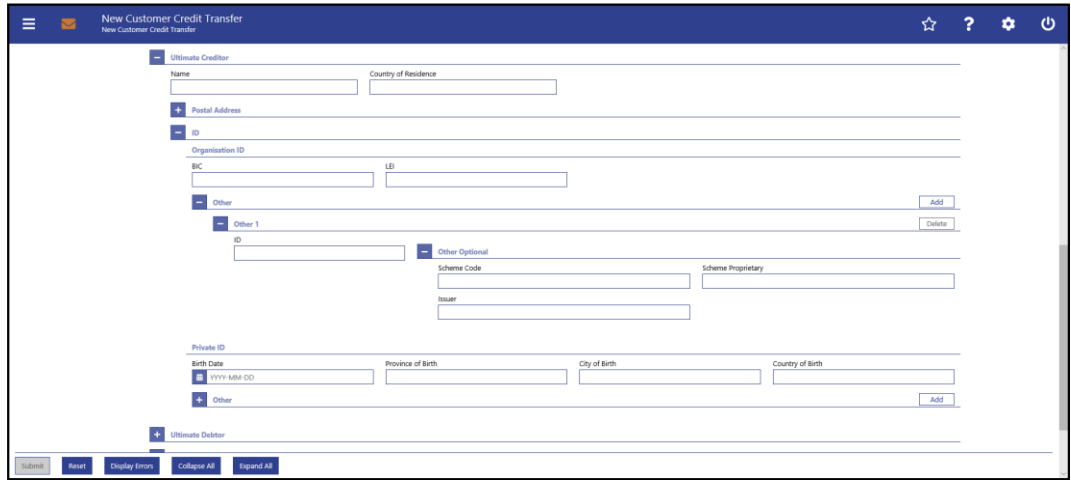 New Customer Credit Transfer
New Customer Credit Transfer
Ultimate Creditor
Name Country of Residence
Postal Address
ID
Organisation ID
BIC LEI
Other Add
Other 1 Delete
ID Other Optional
Scheme Code Scheme Proprietary
Issuer
Private ID
Birth Date Province of Birth City of Birth Country of Birth
YYYY-MM-DD
Other Add
Ultimate Debtor
Submit Reset Display Errors Collapse All Expand All